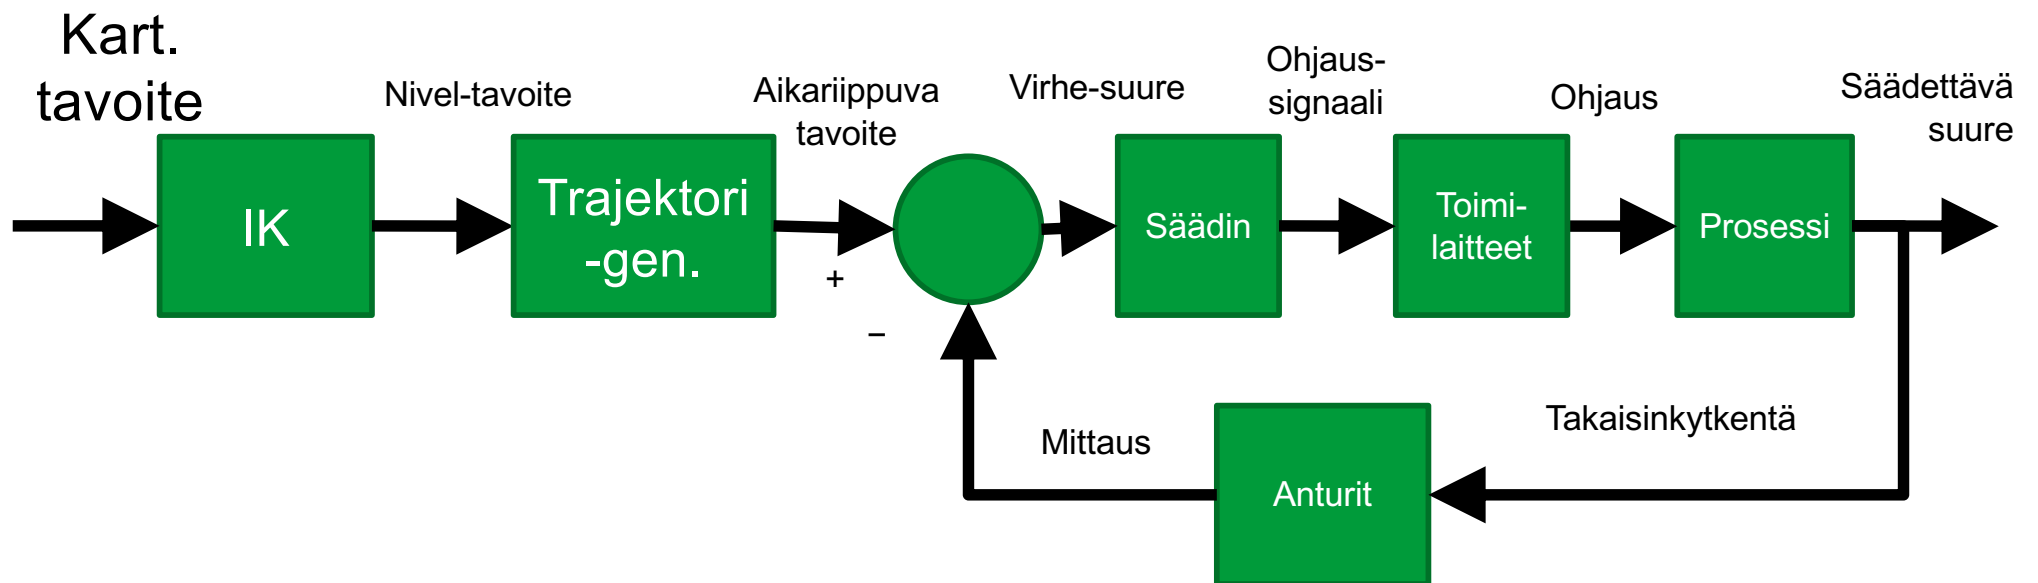 Kart.
tavoite
Nivel-tavoite
Aikariippuva
tavoite
Virhe-suure
Ohjaus-
signaali
Ohjaus
Säädettävä
suure
IK
Trajektori
-gen.
+
−
Säädin
Toimi-
laitteet
Prosessi
Mittaus
Anturit
Takaisinkytkentä